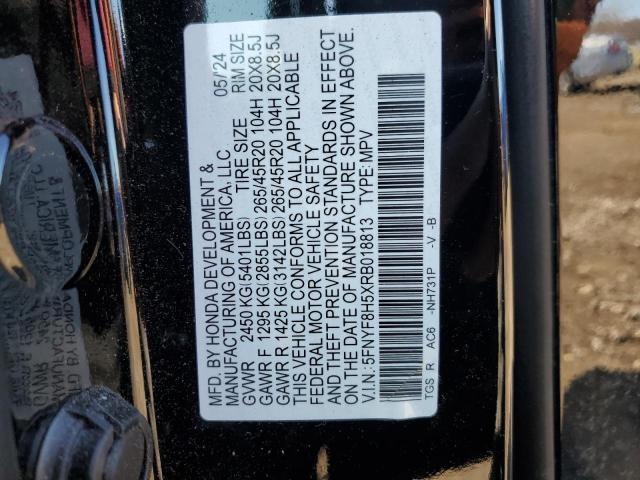 MFD. BY HONDA DEVELOPMENT & 05/24
MANUFACTURING OF AMERICA, LLC
TIRE SIZE RIM SIZE
GVWR 2450 KG(5401LBS)
GAWR F 1295 KG(2855LBS) 265/45R20 104H 20X8.5J
GAWR R 1425 KG(3142LBS) 265/45R20 104H 20X8.5J
THIS VEHICLE CONFORMS TO ALL APPLICABLE
FEDERAL MOTOR VEHICLE SAFETY
AND THEFT PREVENTION STANDARDS IN EFFECT
ON THE DATE OF MANUFACTURE SHOWN ABOVE.
V.I.N.:5FNYF8H5XRB018813 TYPE:MPV
TGS R AC6 -NH731P -V -B